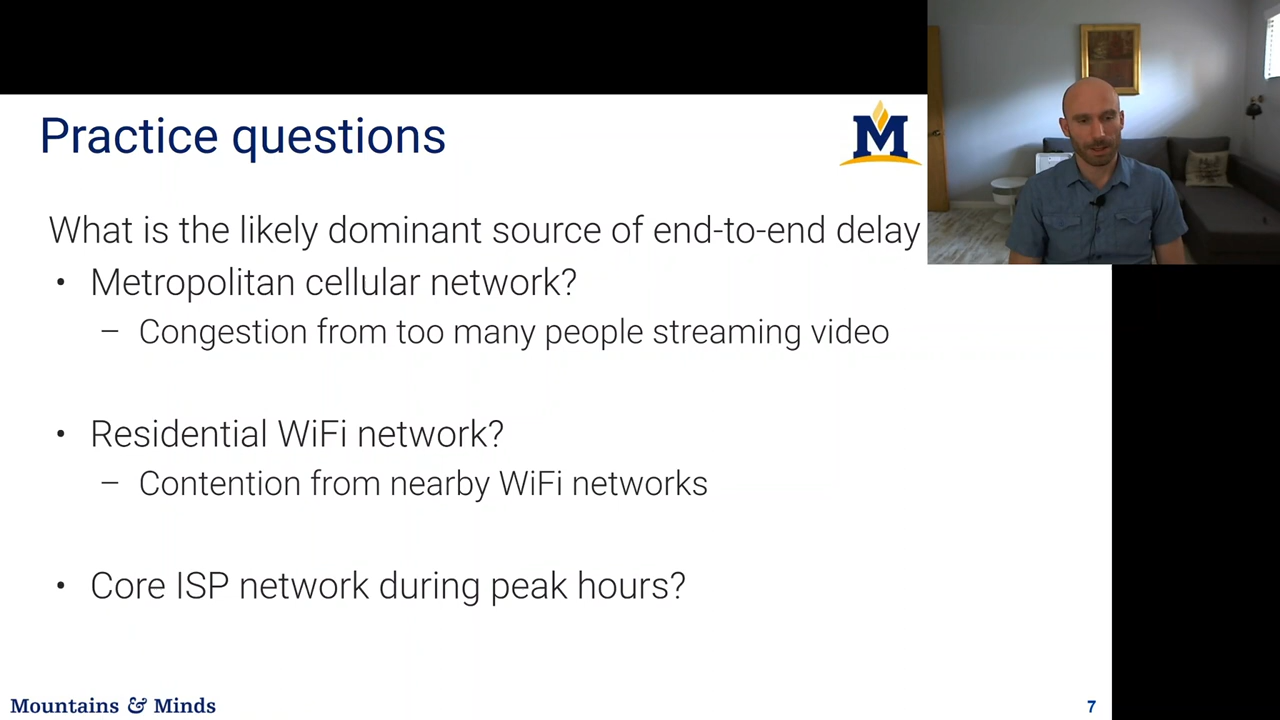 Practice questions
M
What is the likely dominant source of end-to-end delay
• Metropolitan cellular network?
– Congestion from too many people streaming video
• Residential WiFi network?
– Contention from nearby WiFi networks
• Core ISP network during peak hours?
Mountains & Minds
7